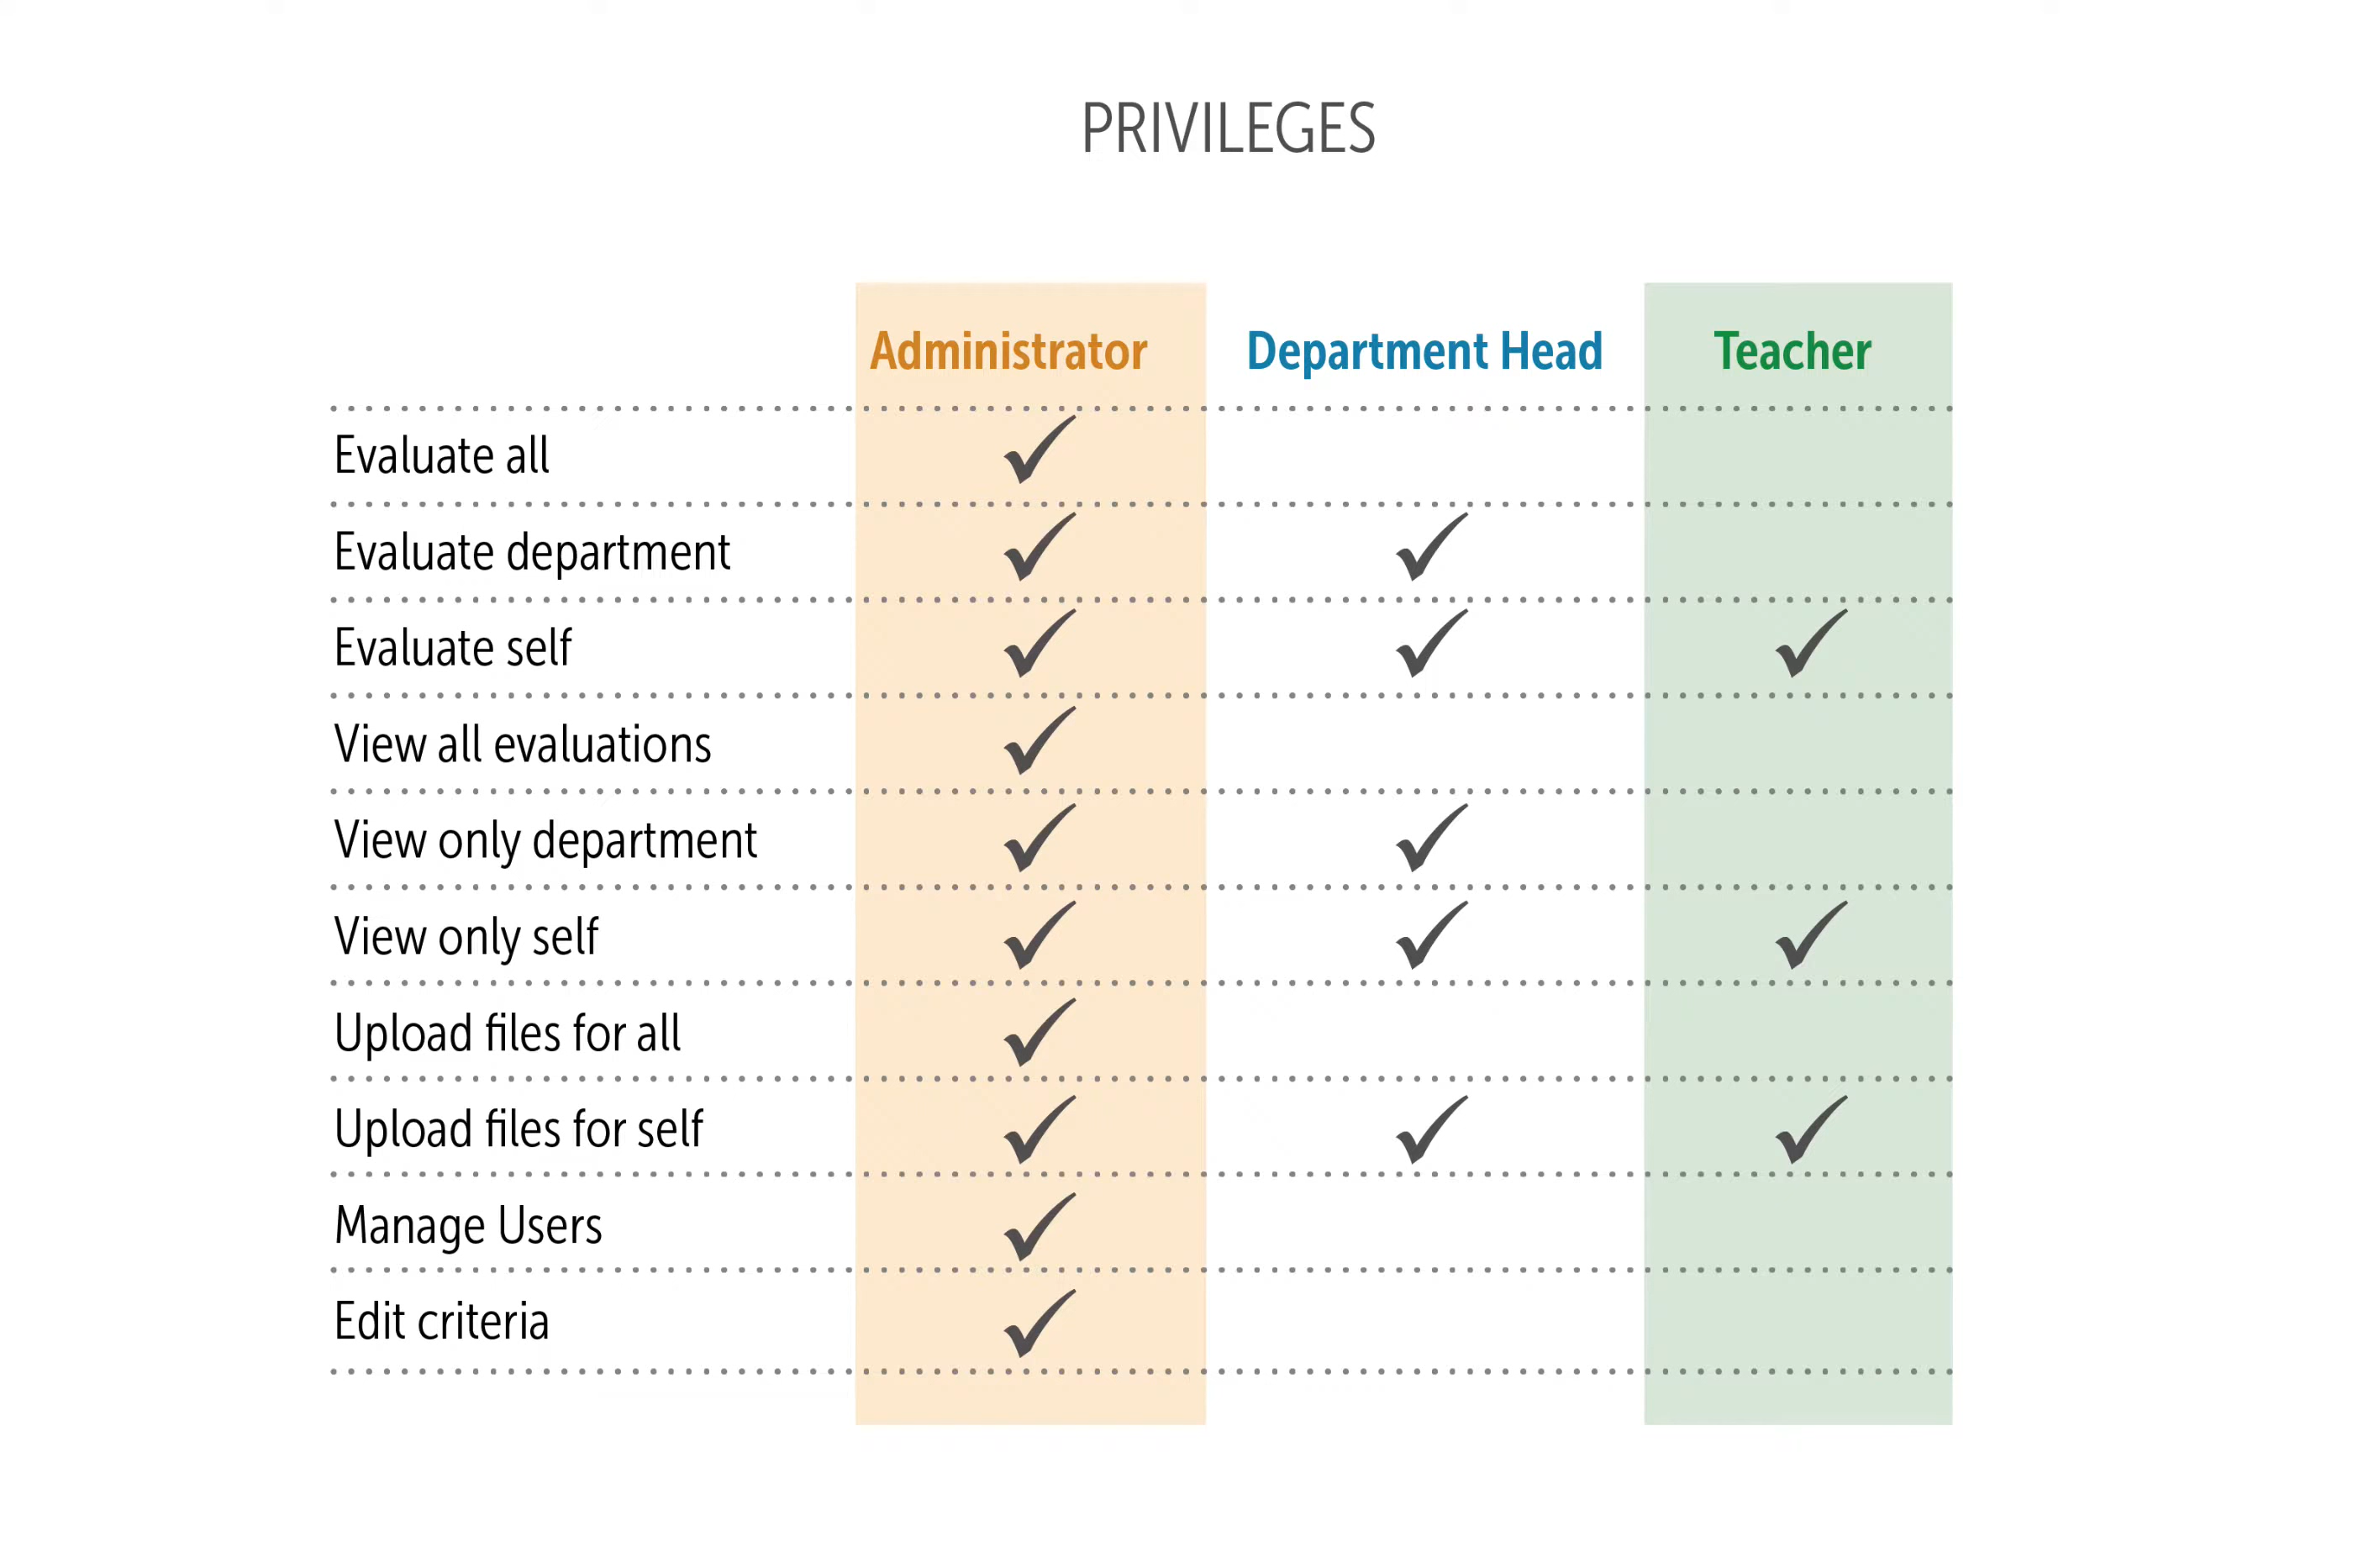 PRIVILEGES
Administrator Department Head Teacher
Evaluate all ✓
Evaluate department ✓ ✓
Evaluate self ✓ ✓ ✓
View all evaluations ✓
View only department ✓ ✓
View only self ✓ ✓ ✓
Upload files for all ✓
Upload files for self ✓ ✓ ✓
Manage Users ✓
Edit criteria ✓